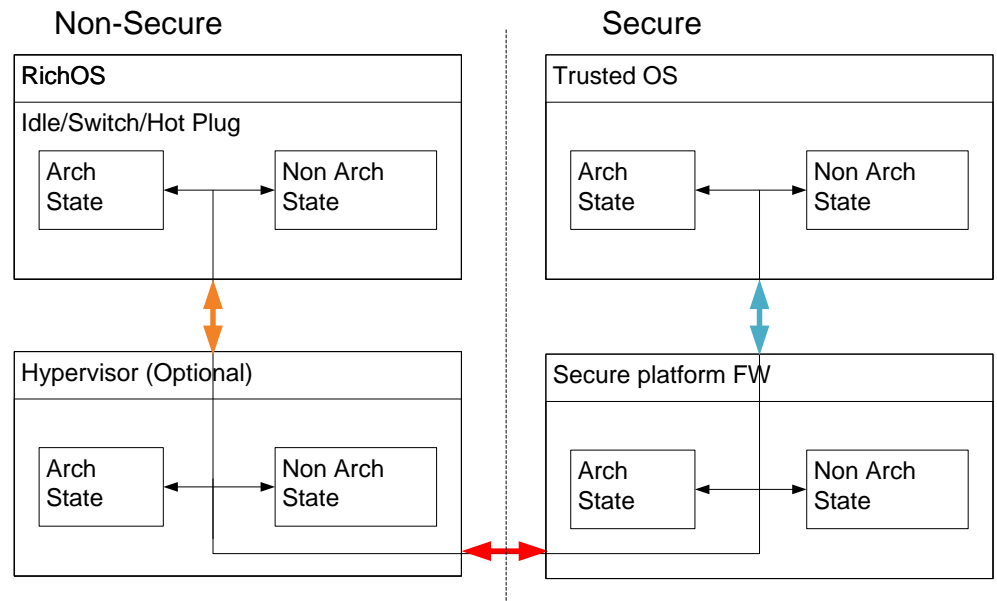 Non-Secure
Secure
RichOS
Idle/Switch/Hot Plug
Arch
State
Non Arch
State
Trusted OS
Arch
State
Non Arch
State
Hypervisor (Optional)
Arch
State
Non Arch
State
Secure platform FW
Arch
State
Non Arch
State